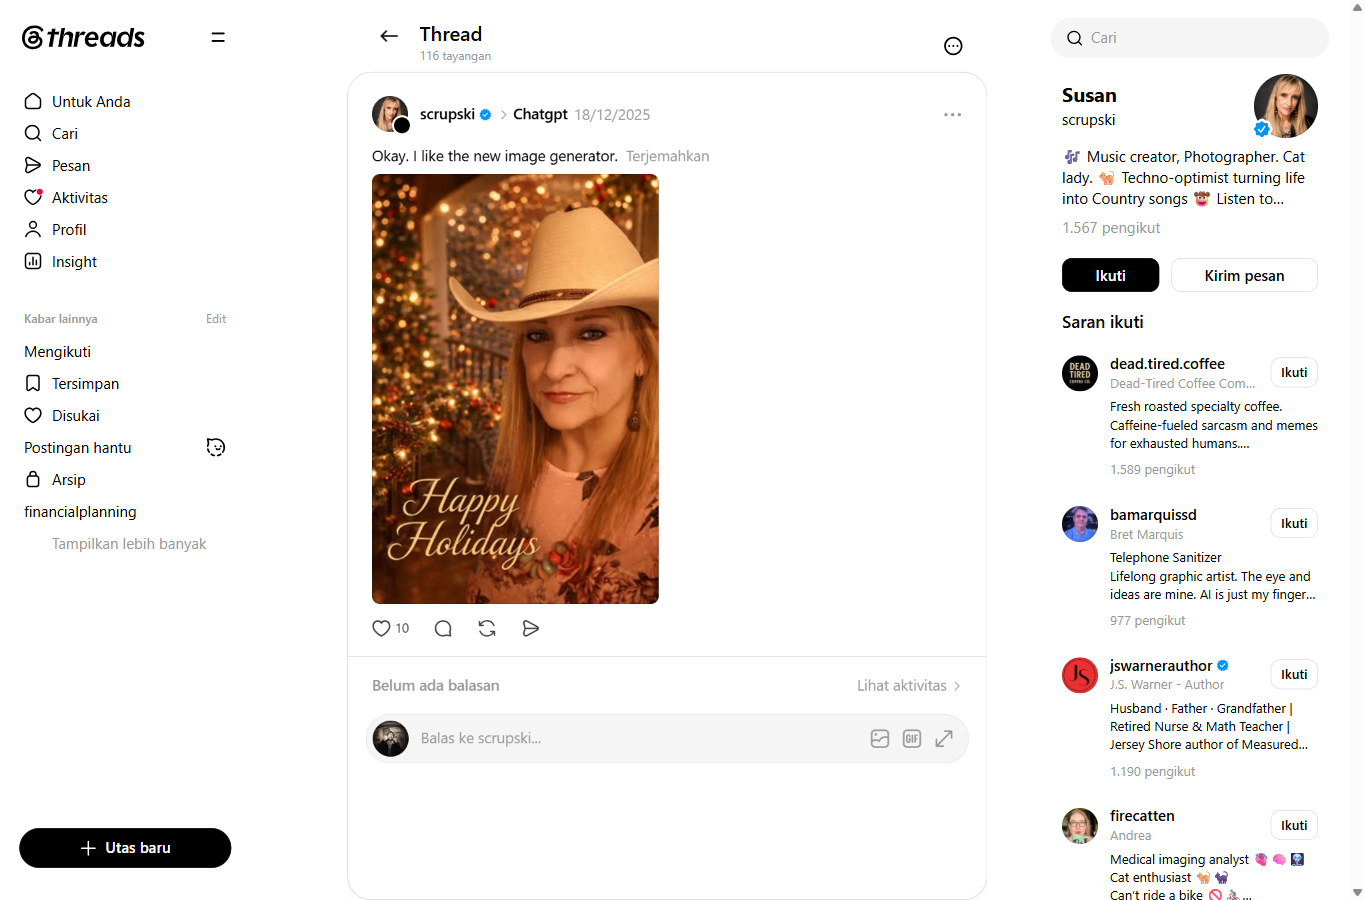 threads
Untuk Anda
Cari
Pesan
Aktivitas
Profil
Insight
Kabar lainnya
Edit
Mengikuti
Tersimpan
Disukai
Postingan hantu
Arsip
financialplanning
Tampilkan lebih banyak
Utas baru
Thread
116 tayangan
scrupski > Chatgpt 18/12/2025
Okay. I like the new image generator. Terjemahkan
Happy
Holidays
10
Belum ada balasan
Lihat aktivitas >
Balas ke scrupski...
GIF
Cari
Susan
scrupski
🎶 Music creator, Photographer. Cat
lady. 🐈 Techno-optimist turning life
into Country songs 🤠 Listen to...
1.567 pengikut
Ikuti
Kirim pesan
Saran ikuti
DEAD
TIRED
COFFEE CO.
dead.tired.coffee
Dead-Tired Coffee Com...
Ikuti
Fresh roasted specialty coffee.
Caffeine-fueled sarcasm and memes
for exhausted humans....
1.589 pengikut
bamarquissd
Bret Marquis
Ikuti
Telephone Sanitizer
Lifelong graphic artist. The eye and
ideas are mine. AI is just my finger...
977 pengikut
JS
jswarnerauthor
J.S. Warner - Author
Ikuti
Husband · Father · Grandfather |
Retired Nurse & Math Teacher |
Jersey Shore author of Measured...
1.190 pengikut
firecatten
Andrea
Ikuti
Medical imaging analyst 🫀 🧠 🩻
Cat enthusiast 🐈 🐈‍⬛
Can't ride a bike 🚫 🚴 ...